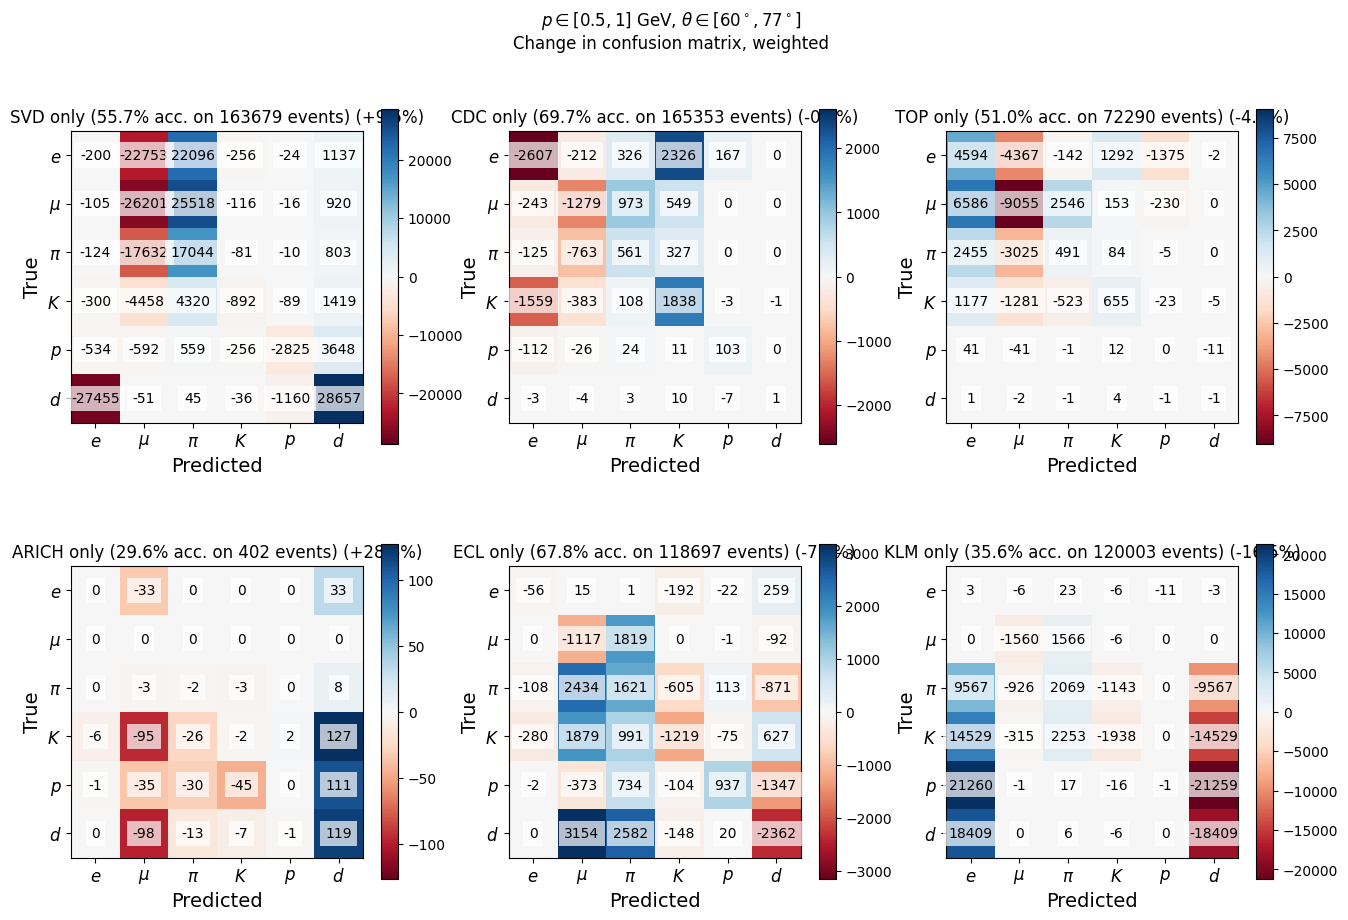 p ∈ [0.5, 1] GeV, θ ∈ [60°, 77°]
Change in confusion matrix, weighted
SVD only (55.7% acc. on 163679 events) (+9. %)
True
e -200 -22753 22096 -256 -24 1137
μ -105 -26201 25518 -116 -16 920
π -124 -17632 17044 -81 -10 803
K -300 -4458 4320 -892 -89 1419
p -534 -592 559 -256 -2825 3648
d -27455 -51 45 -36 -1160 28657
e μ π K p d
Predicted
20000
10000
0
−10000
−20000
CDC only (69.7% acc. on 165353 events) (-0. %)
True
e -2607 -212 326 2326 167 0
μ -243 -1279 973 549 0 0
π -125 -763 561 327 0 0
K -1559 -383 108 1838 -3 -1
p -112 -26 24 11 103 0
d -3 -4 3 10 -7 1
e μ π K p d
Predicted
2000
1000
0
−1000
−2000
TOP only (51.0% acc. on 72290 events) (-4. %)
True
e 4594 -4367 -142 1292 -1375 -2
μ 6586 -9055 2546 153 -230 0
π 2455 -3025 491 84 -5 0
K 1177 -1281 -523 655 -23 -5
p 41 -41 -1 12 0 -11
d 1 -2 -1 4 -1 -1
e μ π K p d
Predicted
7500
5000
2500
0
−2500
−5000
−7500
ARICH only (29.6% acc. on 402 events) (+28. %)
True
e 0 -33 0 0 0 33
μ 0 0 0 0 0 0
π 0 -3 -2 -3 0 8
K -6 -95 -26 -2 2 127
p -1 -35 -30 -45 0 111
d 0 -98 -13 -7 -1 119
e μ π K p d
Predicted
100
50
0
−50
−100
ECL only (67.8% acc. on 118697 events) (-7. %)
True
e -56 15 1 -192 -22 259
μ 0 -1117 1819 0 -1 -92
π -108 2434 1621 -605 113 -871
K -280 1879 991 -1219 -75 627
p -2 -373 734 -104 937 -1347
d 0 3154 2582 -148 20 -2362
e μ π K p d
Predicted
3000
2000
1000
0
−1000
−2000
−3000
KLM only (35.6% acc. on 120003 events) (-16. %)
True
e 3 -6 23 -6 -11 -3
μ 0 -1560 1566 -6 0 0
π 9567 -926 2069 -1143 0 -9567
K 14529 -315 2253 -1938 0 -14529
p 21260 -1 17 -16 -1 -21259
d 18409 0 6 -6 0 -18409
e μ π K p d
Predicted
20000
15000
10000
5000
0
−5000
−10000
−15000
−20000